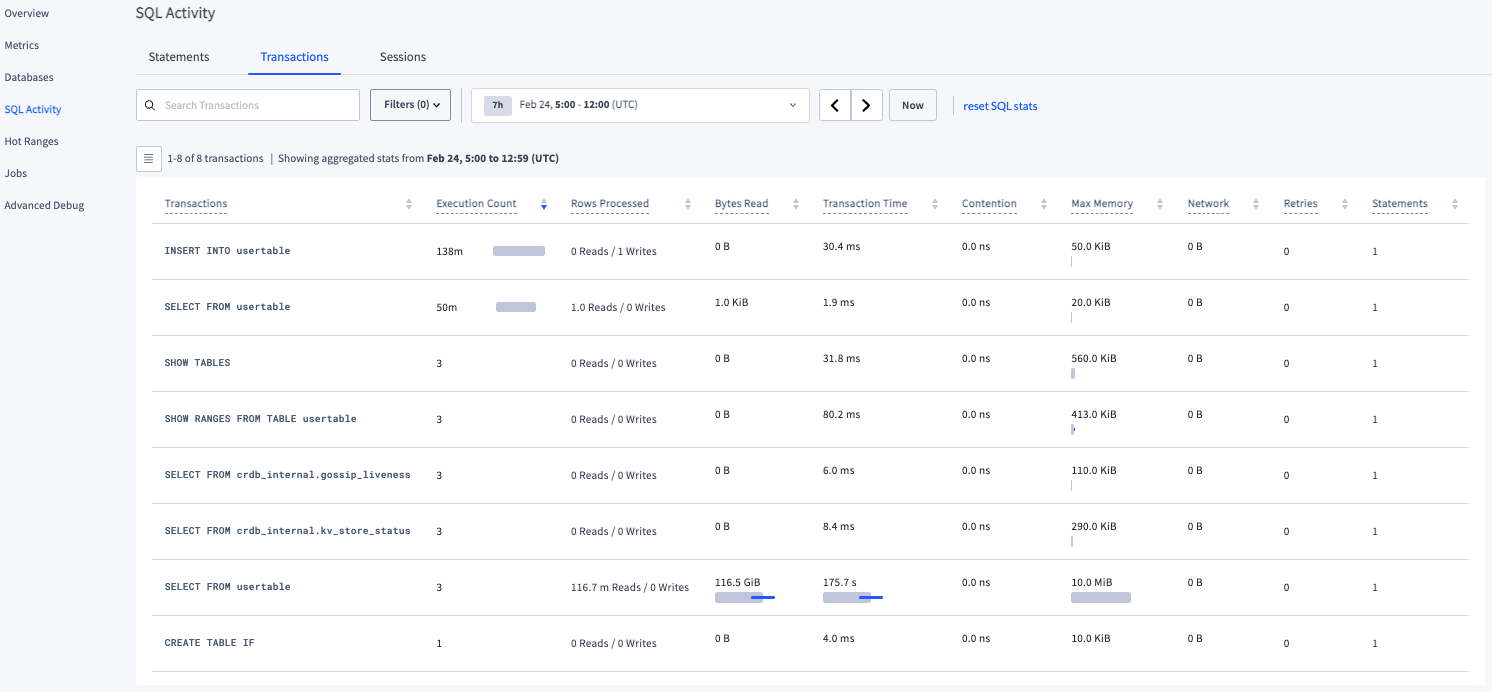 Overview
Metrics
Databases
SQL Activity
Hot Ranges
Jobs
Advanced Debug
SQL Activity
Statements Transactions Sessions
Search Transactions Filters (0) 7h Feb 24, 5:00 - 12:00 (UTC) Now reset SQL stats
1-8 of 8 transactions | Showing aggregated stats from Feb 24, 5:00 to 12:59 (UTC)
Transactions Execution Count Rows Processed Bytes Read Transaction Time Contention Max Memory Network Retries Statements
INSERT INTO usertable 138m 0 Reads / 1 Writes 0 B 30.4 ms 0.0 ns 50.0 KiB 0 B 0 1
SELECT FROM usertable 50m 1.0 Reads / 0 Writes 1.0 KiB 1.9 ms 0.0 ns 20.0 KiB 0 B 0 1
SHOW TABLES 3 0 Reads / 0 Writes 0 B 31.8 ms 0.0 ns 560.0 KiB 0 B 0 1
SHOW RANGES FROM TABLE usertable 3 0 Reads / 0 Writes 0 B 80.2 ms 0.0 ns 413.0 KiB 0 B 0 1
SELECT FROM crdb_internal.gossip_liveness 3 0 Reads / 0 Writes 0 B 6.0 ms 0.0 ns 110.0 KiB 0 B 0 1
SELECT FROM crdb_internal.kv_store_status 3 0 Reads / 0 Writes 0 B 8.4 ms 0.0 ns 290.0 KiB 0 B 0 1
SELECT FROM usertable 3 116.7 m Reads / 0 Writes 116.5 GiB 175.7 s 0.0 ns 10.0 MiB 0 B 0 1
CREATE TABLE IF 1 0 Reads / 0 Writes 0 B 4.0 ms 0.0 ns 10.0 KiB 0 B 0 1